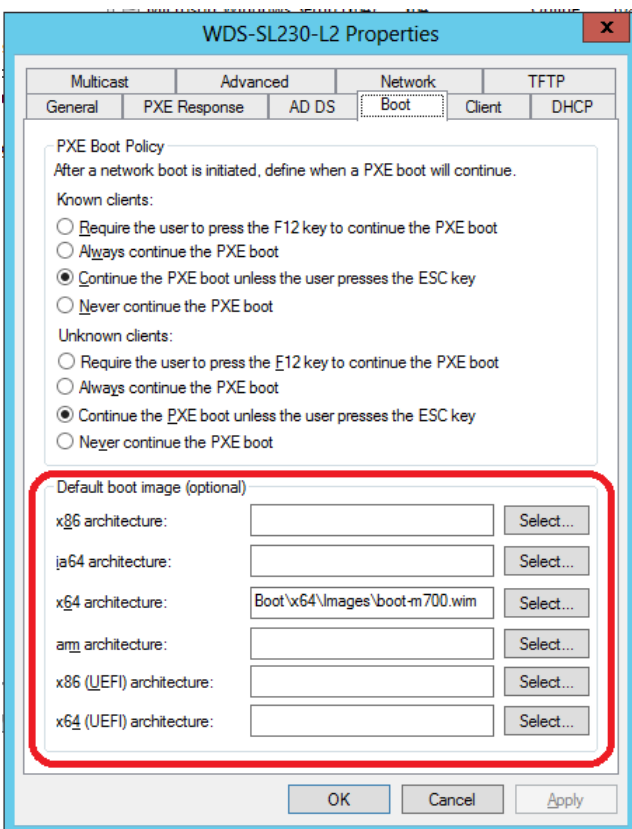 WDS-SL230-L2 Properties
x
Multicast Advanced Network TFTP
General PXE Response AD DS Boot Client DHCP
PXE Boot Policy
After a network boot is initiated, define when a PXE boot will continue.
Known clients:
Require the user to press the F12 key to continue the PXE boot
Always continue the PXE boot
Continue the PXE boot unless the user presses the ESC key
Never continue the PXE boot
Unknown clients:
Require the user to press the F12 key to continue the PXE boot
Always continue the PXE boot
Continue the PXE boot unless the user presses the ESC key
Never continue the PXE boot
Default boot image (optional)
x86 architecture: Select...
ia64 architecture: Select...
x64 architecture: Boot\x64\Images\boot-m700.wim Select...
arm architecture: Select...
x86 (UEFI) architecture: Select...
x64 (UEFI) architecture: Select...
OK Cancel Apply